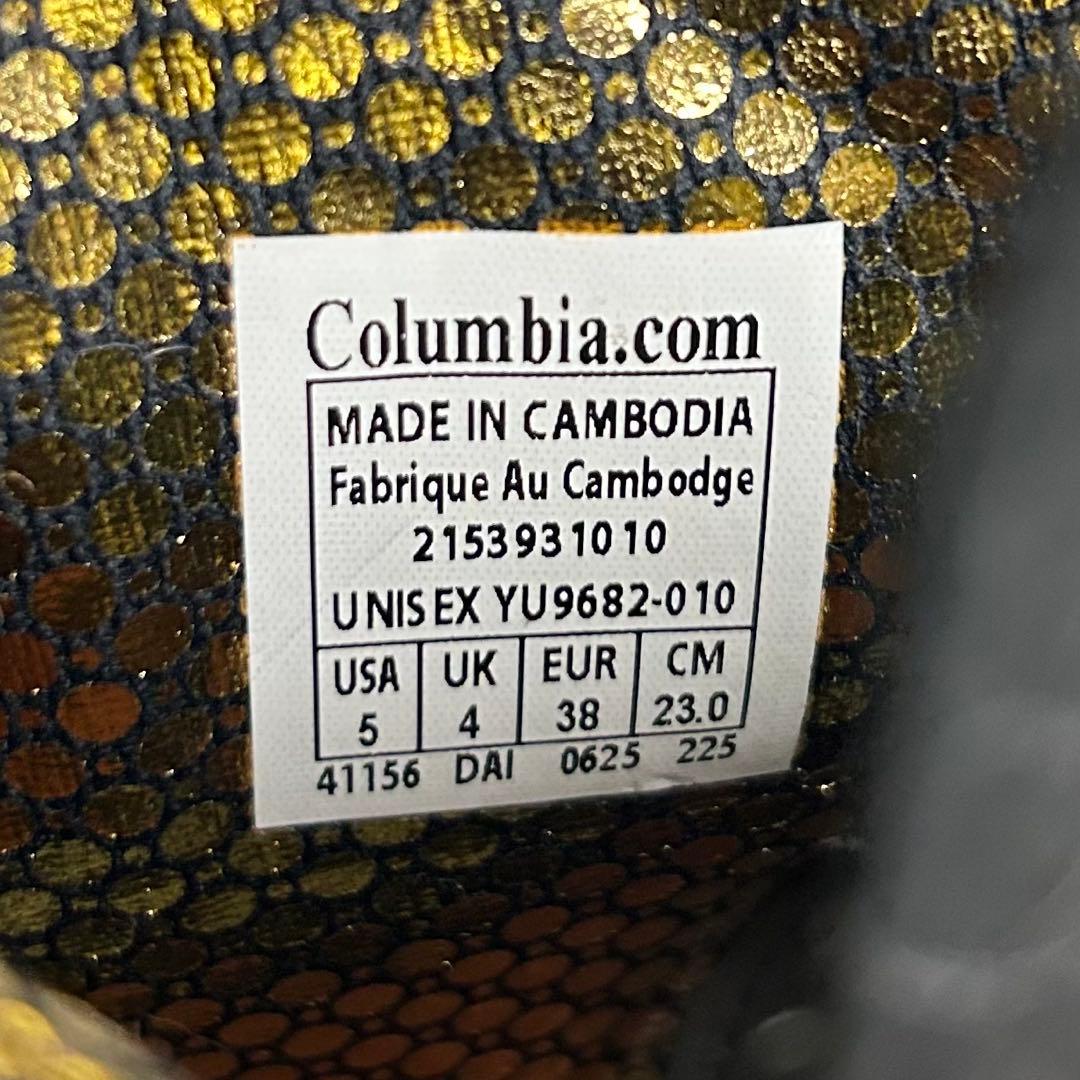 Columbia.com
MADE IN CAMBODIA
Fabrique Au Cambodge
2153931010
UNISEX YU9682-010
USA UK EUR CM
5 4 38 23.0
41156 DAI 0625 225